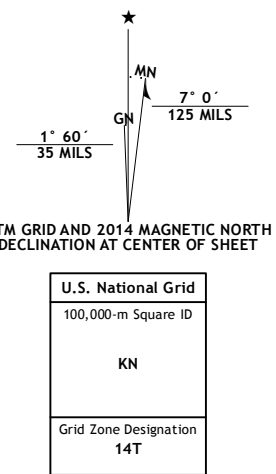 ★
MN
GN
7° 0´
125 MILS
1° 60´
35 MILS
TM GRID AND 2014 MAGNETIC NORTH
DECLINATION AT CENTER OF SHEET
U.S. National Grid
100,000-m Square ID
KN
Grid Zone Designation
14T